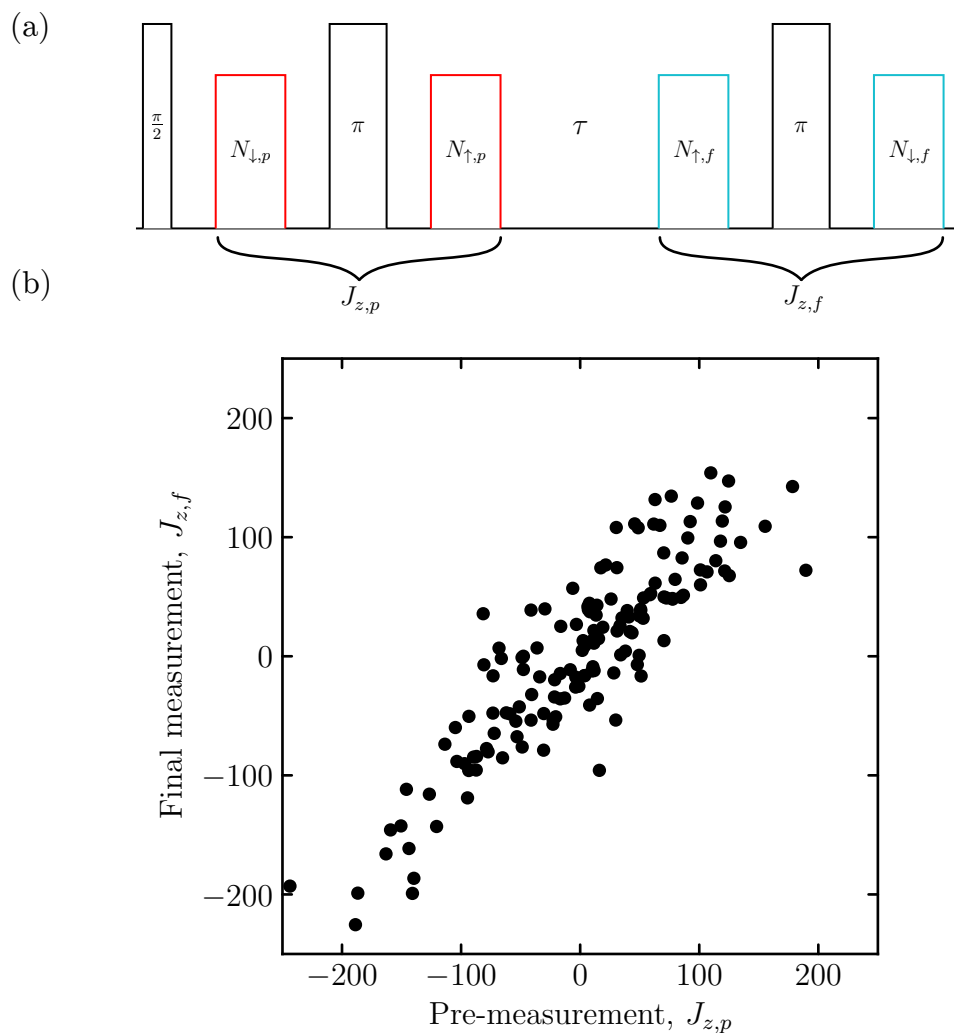 (a)
π/2 N↓,p π N↑,p τ N↑,f π N↓,f
J_{z,p} J_{z,f}
(b)
200
100
0
−100
−200
Final measurement, J_{z,f}
−200 −100 0 100 200
Pre-measurement, J_{z,p}